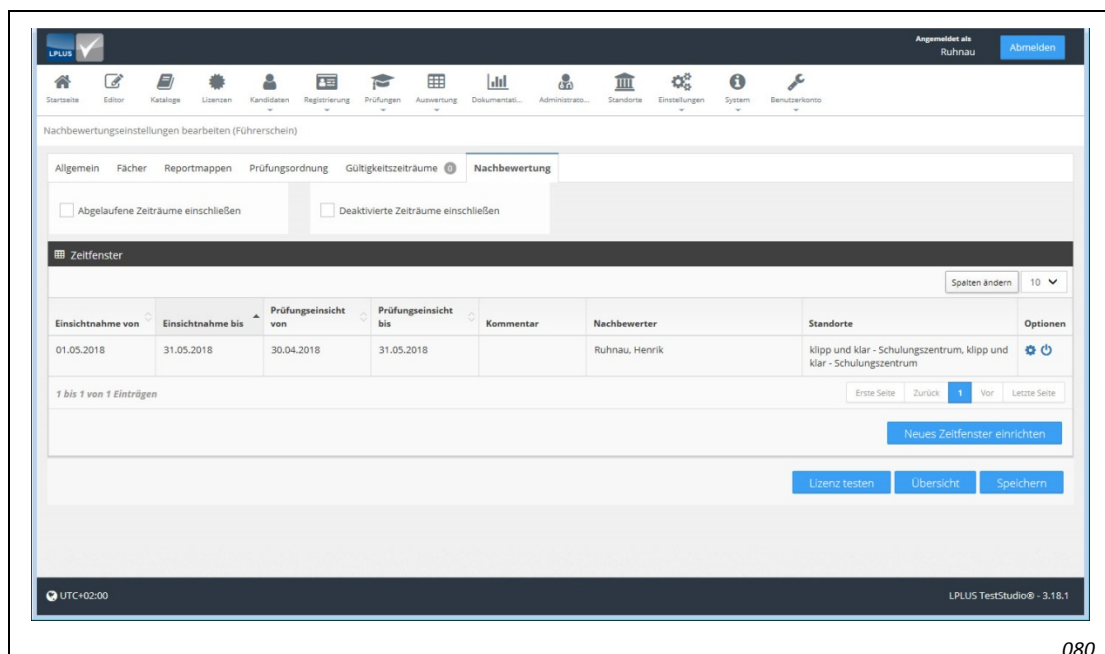 LPLUS
Angemeldet als
Ruhnau
Abmelden
Startseite Editor Kataloge Lizenzen Kandidaten Registrierung Prüfungen Auswertung Dokumentati... Administrato... Standorte Einstellungen System Benutzerkonto
Nachbewertungseinstellungen bearbeiten (Führerschein)
Allgemein Fächer Reportmappen Prüfungsordnung Gültigkeitszeiträume 0 Nachbewertung
Abgelaufene Zeiträume einschließen Deaktivierte Zeiträume einschließen
Zeitfenster
Spalten ändern 10
Einsichtnahme von Einsichtnahme bis Prüfungseinsicht von Prüfungseinsicht bis Kommentar Nachbewerter Standorte Optionen
01.05.2018 31.05.2018 30.04.2018 31.05.2018 Ruhnau, Henrik klipp und klar - Schulungszentrum, klipp und
klar - Schulungszentrum
1 bis 1 von 1 Einträgen Erste Seite Zurück 1 Vor Letzte Seite
Neues Zeitfenster einrichten
Lizenz testen Übersicht Speichern
UTC+02:00 LPLUS TestStudio® - 3.18.1
080